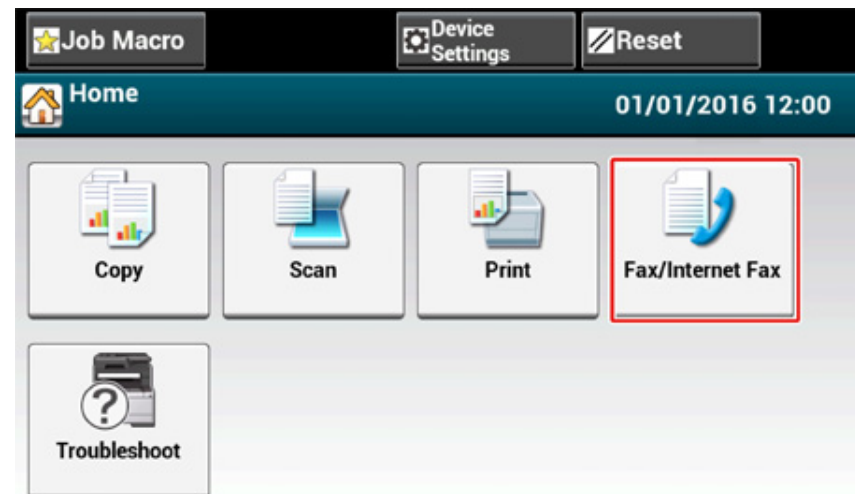 Job Macro
Device
Settings
Reset
Home
01/01/2016 12:00
Copy
Scan
Print
Fax/Internet Fax
Troubleshoot